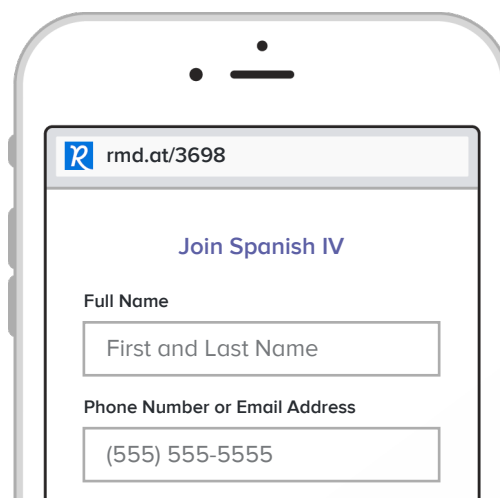 rmd.at/3698
Join Spanish IV
Full Name
First and Last Name
Phone Number or Email Address
(555) 555-5555